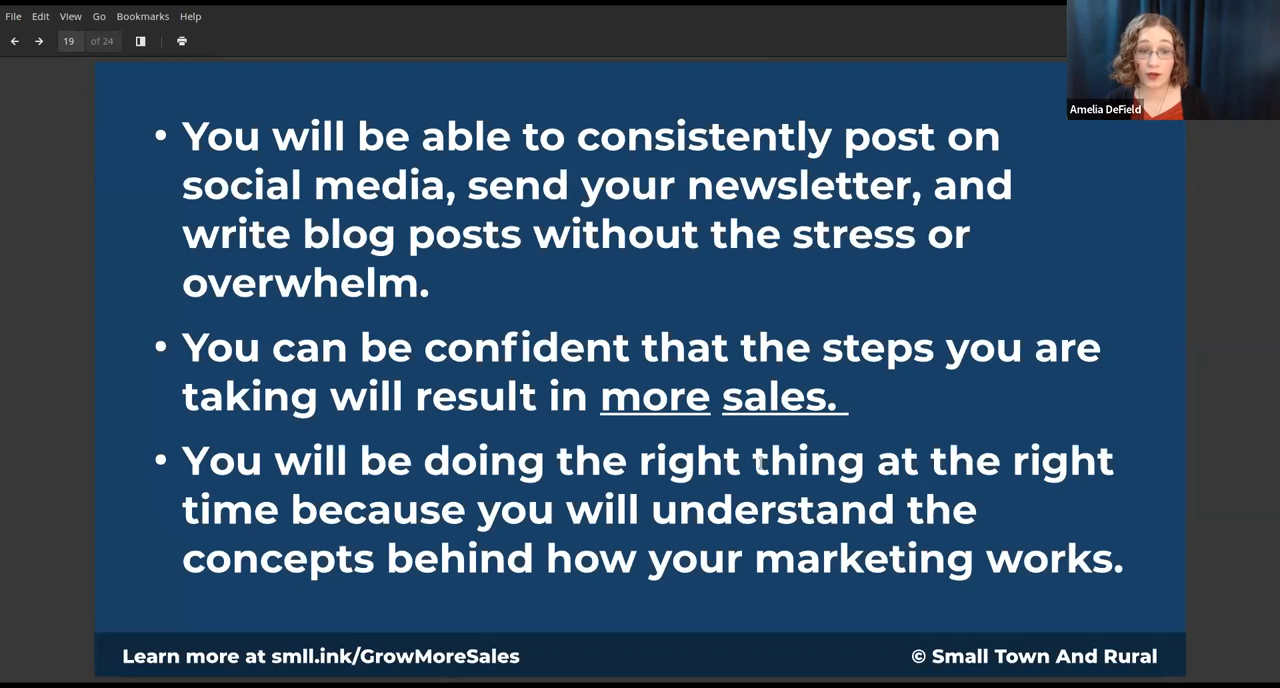 File Edit View Go Bookmarks Help
19 of 24
Amelia DeField
• You will be able to consistently post on
social media, send your newsletter, and
write blog posts without the stress or
overwhelm.
• You can be confident that the steps you are
taking will result in more sales.
• You will be doing the right thing at the right
time because you will understand the
concepts behind how your marketing works.
Learn more at smll.ink/GrowMoreSales
© Small Town And Rural